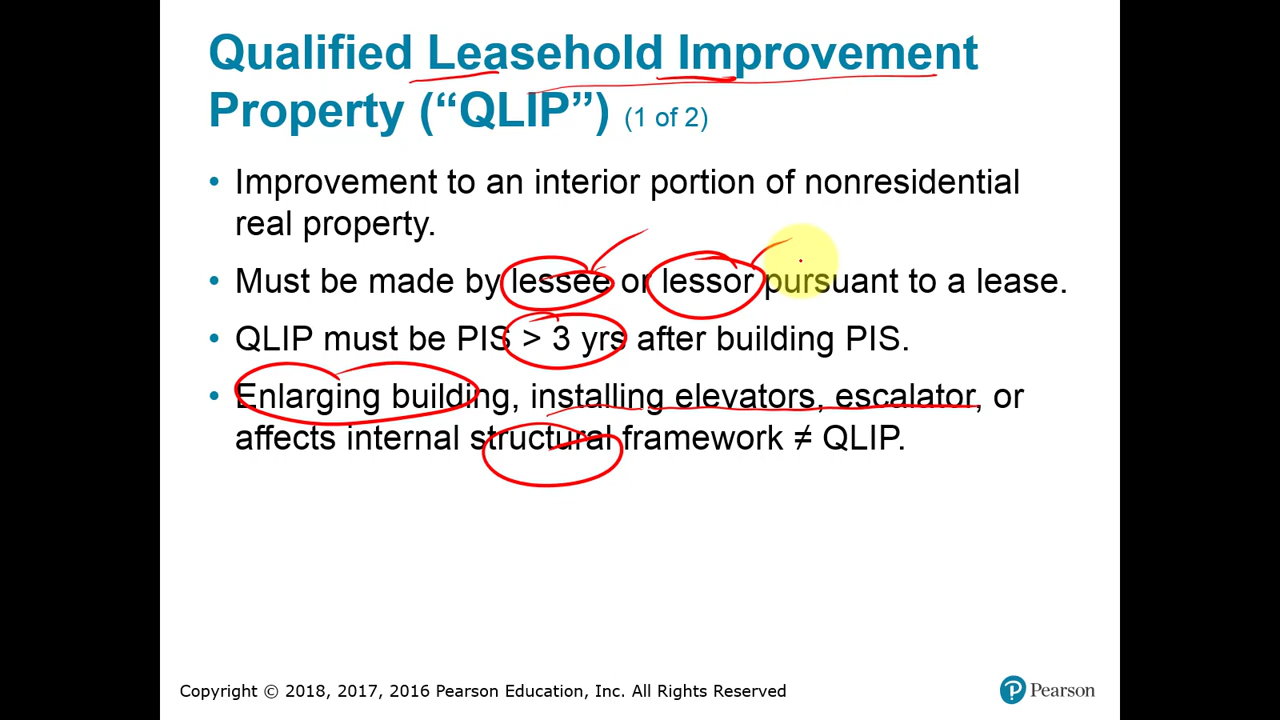 Qualified Leasehold Improvement
Property (“QLIP”) (1 of 2)
• Improvement to an interior portion of nonresidential
real property.
• Must be made by lessee or lessor pursuant to a lease.
• QLIP must be PIS > 3 yrs after building PIS.
• Enlarging building, installing elevators, escalator, or
affects internal structural framework ≠ QLIP.
Copyright © 2018, 2017, 2016 Pearson Education, Inc. All Rights Reserved
P Pearson